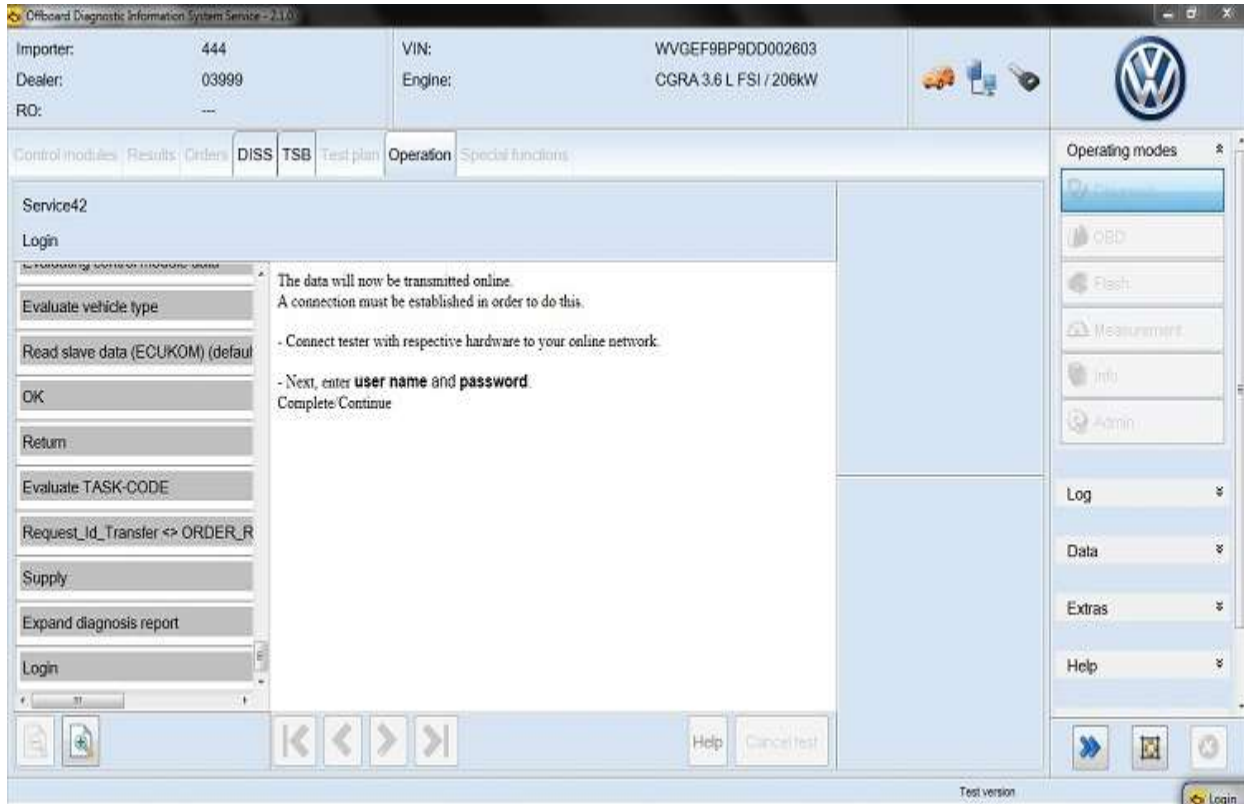 Offboard Diagnostic Information System Service - 2.1.0
Importer: 444 VIN: WVGEF9BP9DD002603
Dealer: 03999 Engine: CGRA 3.6 L FSI / 206kW
RO: ---
Control modules Results Orders DISS TSB Test plan Operation Special functions
Service42
Login
Evaluating control module data
Evaluate vehicle type
Read slave data (ECUKOM) (defaul
OK
Return
Evaluate TASK-CODE
Request_Id_Transfer <> ORDER_R
Supply
Expand diagnosis report
Login
The data will now be transmitted online.
A connection must be established in order to do this.
- Connect tester with respective hardware to your online network.
- Next, enter user name and password.
Complete/Continue
Help Cancel test
Operating modes
Diagnosis
OBD
Flash
Measurement
Info
Admin
Log
Data
Extras
Help
Test version
Login